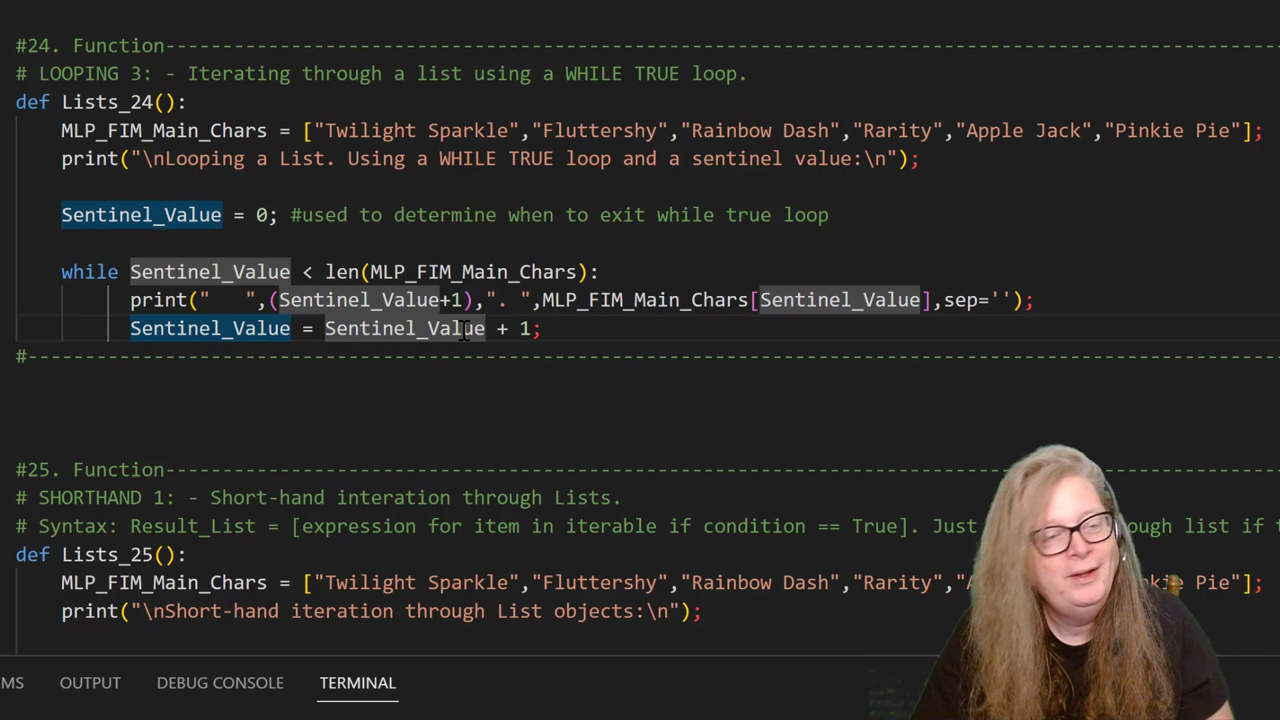 #24. Function--------------------------------------------------------------------------------------------------
# LOOPING 3: - Iterating through a list using a WHILE TRUE loop.
def Lists_24():
MLP_FIM_Main_Chars = ["Twilight Sparkle","Fluttershy","Rainbow Dash","Rarity","Apple Jack","Pinkie Pie"];
print("\nLooping a List. Using a WHILE TRUE loop and a sentinel value:\n");
Sentinel_Value = 0; #used to determine when to exit while true loop
while Sentinel_Value < len(MLP_FIM_Main_Chars):
print("   ",(Sentinel_Value+1),". ",MLP_FIM_Main_Chars[Sentinel_Value],sep='');
Sentinel_Value = Sentinel_Value + 1;
#--------------------------------------------------------------------------------------------------------------
#25. Function--------------------------------------------------------------------------------------------------
# SHORTHAND 1: - Short-hand interation through Lists.
# Syntax: Result_List = [expression for item in iterable if condition == True]. Just list if
def Lists_25():
MLP_FIM_Main_Chars = ["Twilight Sparkle","Fluttershy","Rainbow Dash","Rarity", Pie"];
print("\nShort-hand iteration through List objects:\n");
MS OUTPUT DEBUG CONSOLE TERMINAL